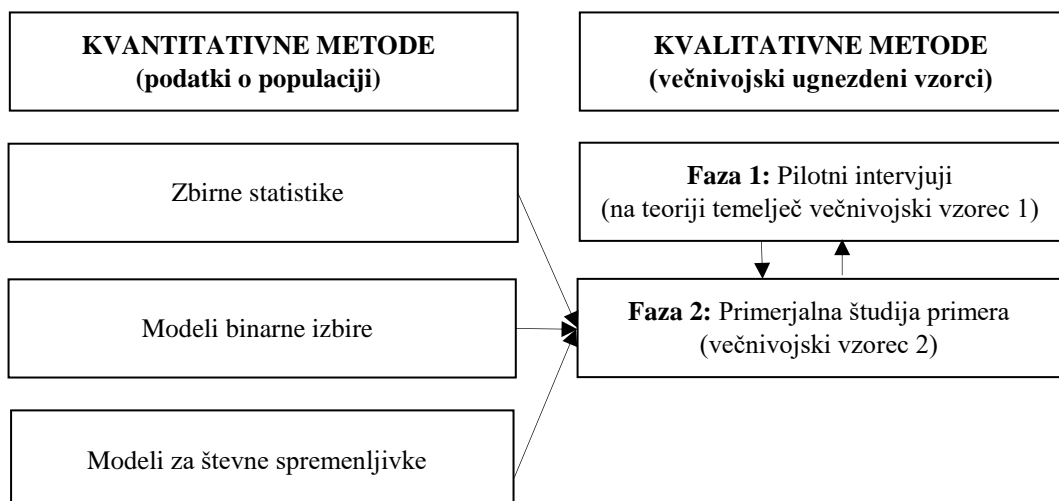 KVANTITATIVNE METODE
(podatki o populaciji)
KVALITATIVNE METODE
(večnivojski ugnezdeni vzorci)
Zbirne statistike
Faza 1: Pilotni intervjuji
(na teoriji temelječ večnivojski vzorec 1)
Modeli binarne izbire
Faza 2: Primerjalna študija primera
(večnivojski vzorec 2)
Modeli za števne spremenljivke